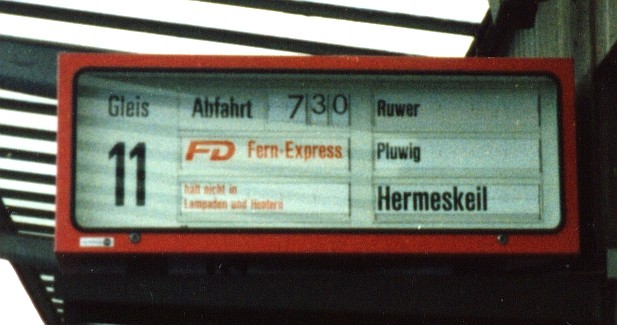 Gleis
11
Abfahrt 7 30
FD Fern-Express
hält nicht in
Lampaden und Hentern
Ruwer
Pluwig
Hermeskeil